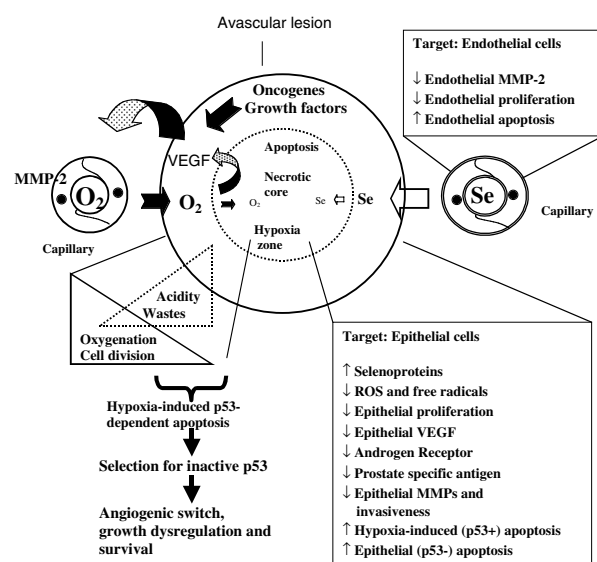 Avascular lesion
Target: Endothelial cells
↓ Endothelial MMP-2
↓ Endothelial proliferation
↑ Endothelial apoptosis
Oncogenes
Growth factors
VEGF
Apoptosis
MMP-2
O₂
Capillary
O₂
O₂
Necrotic
core
Se
Se
Se
Capillary
Hypoxia
zone
Acidity
Wastes
Oxygenation
Cell division
Hypoxia-induced p53-
dependent apoptosis
Selection for inactive p53
Angiogenic switch,
growth dysregulation and
survival
Target: Epithelial cells
↑ Selenoproteins
↓ ROS and free radicals
↓ Epithelial proliferation
↓ Epithelial VEGF
↓ Androgen Receptor
↓ Prostate specific antigen
↓ Epithelial MMPs and
invasiveness
↑ Hypoxia-induced (p53+) apoptosis
↑ Epithelial (p53-) apoptosis